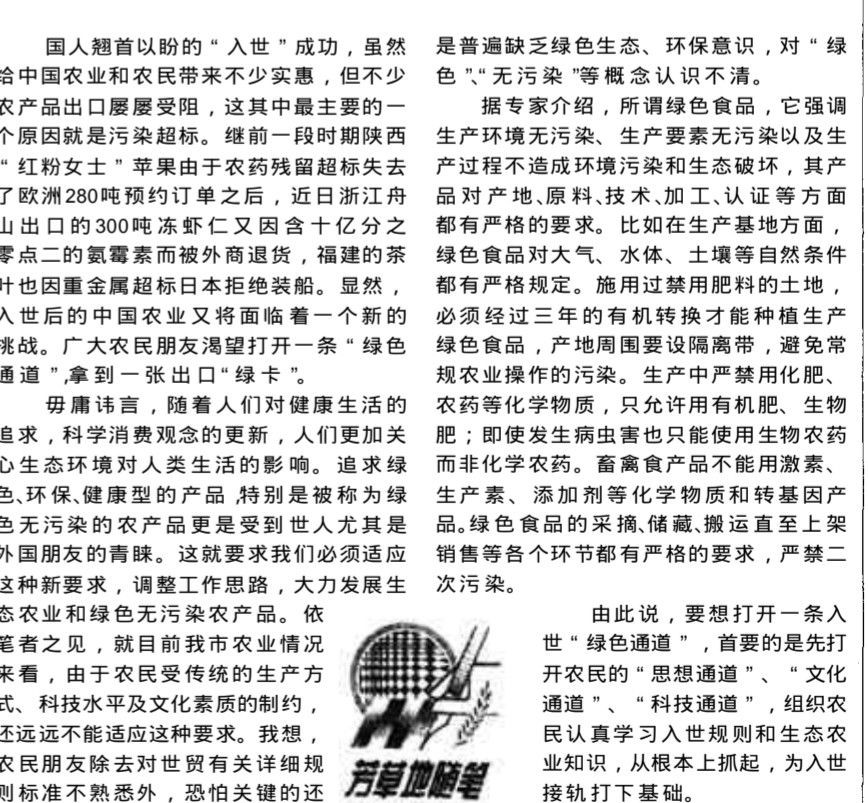 国人翘首以盼的“入世”成功，虽然
给中国农业和农民带来不少实惠，但不少
农产品出口屡屡受阻，这其中最主要的一
个原因就是污染超标。继前一段时期陕西
“红粉女士”苹果由于农药残留超标失去
了欧洲280吨预约订单之后，近日浙江舟
山出口的300吨冻虾仁又因含十亿分之
零点二的氨霉素而被外商退货，福建的茶
叶也因重金属超标日本拒绝装船。显然，
入世后的中国农业又将面临着一个新的
挑战。广大农民朋友渴望打开一条“绿色
通道”,拿到一张出口“绿卡”。
毋庸讳言，随着人们对健康生活的
追求，科学消费观念的更新，人们更加关
心生态环境对人类生活的影响。追求绿
色、环保、健康型的产品,特别是被称为绿
色无污染的农产品更是受到世人尤其是
外国朋友的青睐。这就要求我们必须适应
这种新要求，调整工作思路，大力发展生
态农业和绿色无污染农产品。依
笔者之见，就目前我市农业情况
来看，由于农民受传统的生产方
式、科技水平及文化素质的制约，
还远远不能适应这种要求。我想，
农民朋友除去对世贸有关详细规
则标准不熟悉外，恐怕关键的还
是普遍缺乏绿色生态、环保意识，对“绿
色”、“无污染”等概念认识不清。
据专家介绍，所谓绿色食品，它强调
生产环境无污染、生产要素无污染以及生
产过程不造成环境污染和生态破坏，其产
品对产地、原料、技术、加工、认证等方面
都有严格的要求。比如在生产基地方面，
绿色食品对大气、水体、土壤等自然条件
都有严格规定。施用过禁用肥料的土地，
必须经过三年的有机转换才能种植生产
绿色食品，产地周围要设隔离带，避免常
规农业操作的污染。生产中严禁用化肥、
农药等化学物质，只允许用有机肥、生物
肥；即使发生病虫害也只能使用生物农药
而非化学农药。畜禽食产品不能用激素、
生产素、添加剂等化学物质和转基因产
品。绿色食品的采摘、储藏、搬运直至上架
销售等各个环节都有严格的要求，严禁二
次污染。
由此说，要想打开一条入
世“绿色通道”，首要的是先打
开农民的“思想通道”、“文化
通道”、“科技通道”，组织农
民认真学习入世规则和生态农
业知识，从根本上抓起，为入世
接轨打下基础。
芳草地随笔